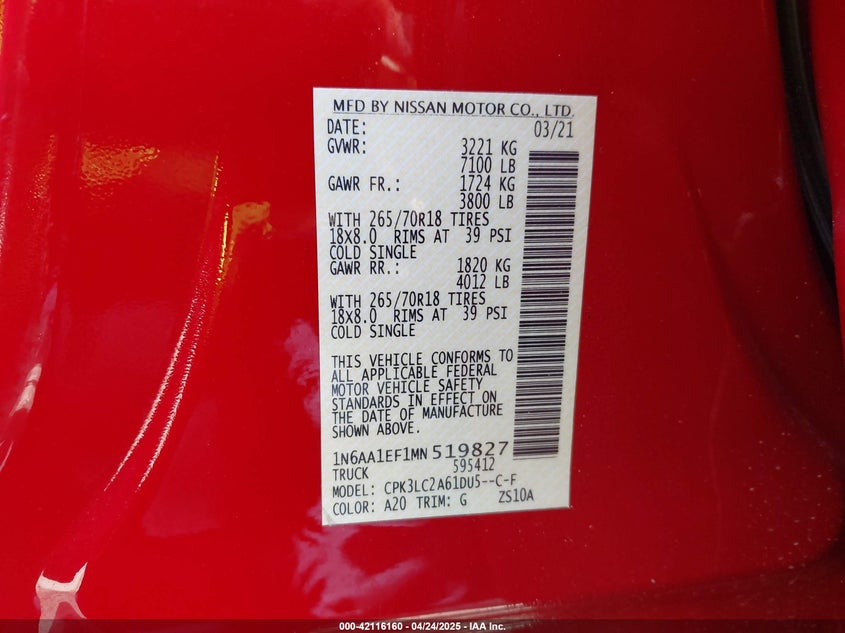 MFD BY NISSAN MOTOR CO., LTD.
DATE: 03/21
GVWR: 3221 KG
7100 LB
GAWR FR.: 1724 KG
3800 LB
WITH 265/70R18 TIRES
18X8.0 RIMS AT 39 PSI
COLD SINGLE
GAWR RR.: 1820 KG
4012 LB
WITH 265/70R18 TIRES
18X8.0 RIMS AT 39 PSI
COLD SINGLE
THIS VEHICLE CONFORMS TO
ALL APPLICABLE FEDERAL
MOTOR VEHICLE SAFETY
STANDARDS IN EFFECT ON
THE DATE OF MANUFACTURE
SHOWN ABOVE.
1N6AA1EF1MN 519827
TRUCK 595412
MODEL: CPK3LC2A61DU5--C-F
COLOR: A20 TRIM: G ZS10A
000-42116160 - 04/24/2025 - IAA Inc.